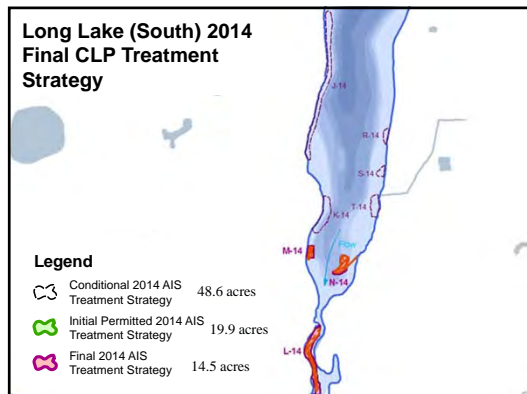 Long Lake (South) 2014
Final CLP Treatment
Strategy
J-14
R-14
S-14
T-14
K-14
Flow
M-14
N-14
L-14
Legend
Conditional 2014 AIS
Treatment Strategy
48.6 acres
Initial Permitted 2014 AIS
Treatment Strategy
19.9 acres
Final 2014 AIS
Treatment Strategy
14.5 acres